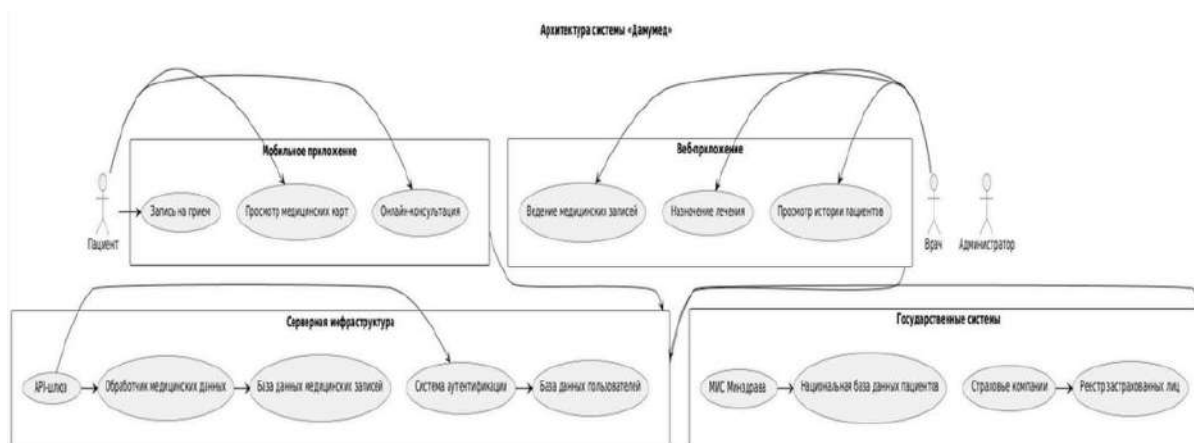 Архитектура системы «Дамумед»
Мобильное приложение
Веб-приложение
Запись на прием
Просмотр медицинских карт
Онлайн-консультация
Ведение медицинских записей
Назначение лечения
Просмотр истории пациентов
Пациент
Врач
Администратор
Серверная инфраструктура
Государственные системы
API-шлюз
Обработчик медицинских данных
База данных медицинских записей
Система аутентификации
База данных пользователей
МИС Минздрава
Национальная база данных пациентов
Страховые компании
Реестр застрахованных лиц